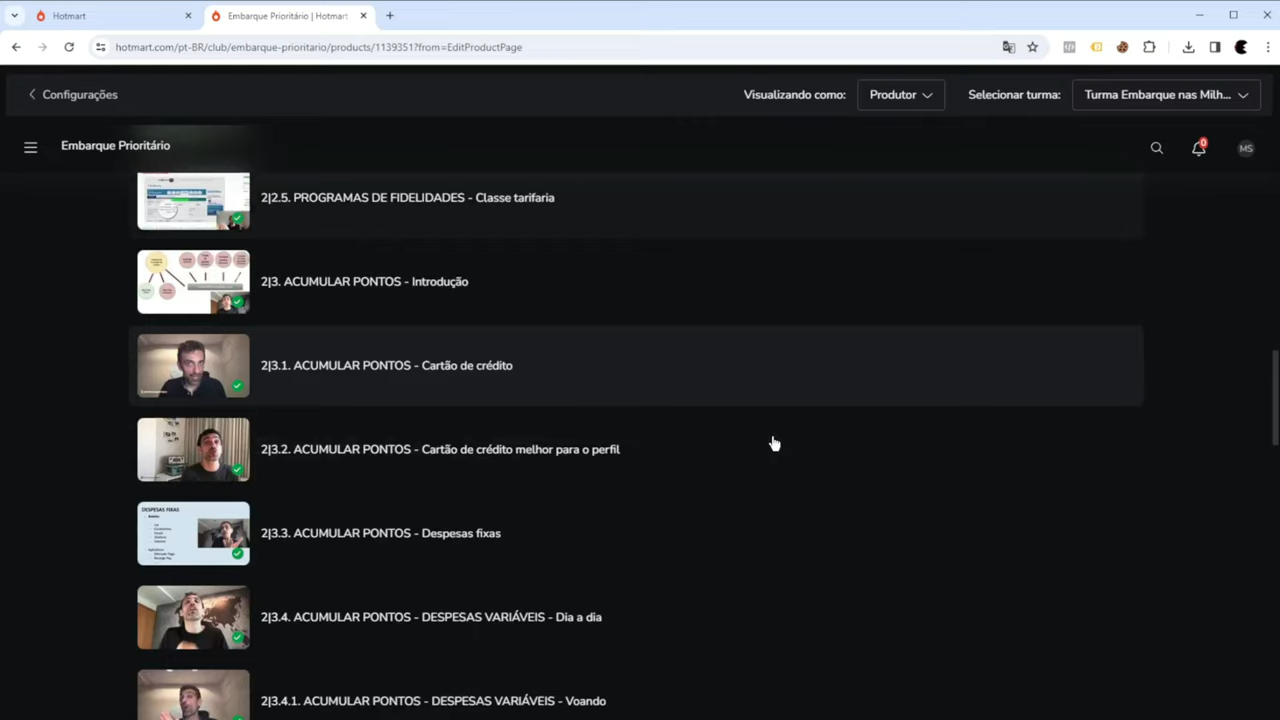 Hotmart
Embarque Prioritário | Hotmart
hotmart.com/pt-BR/club/embarque-prioritario/products/1139351?from=EditProductPage
Configurações
Visualizando como:
Produtor
Selecionar turma:
Turma Embarque nas Milh...
Embarque Prioritário
MS
2|2.5. PROGRAMAS DE FIDELIDADES - Classe tarifaria
2|3. ACUMULAR PONTOS - Introdução
2|3.1. ACUMULAR PONTOS - Cartão de crédito
2|3.2. ACUMULAR PONTOS - Cartão de crédito melhor para o perfil
DESPESAS FIXAS
2|3.3. ACUMULAR PONTOS - Despesas fixas
2|3.4. ACUMULAR PONTOS - DESPESAS VARIÁVEIS - Dia a dia
2|3.4.1. ACUMULAR PONTOS - DESPESAS VARIÁVEIS - Voando